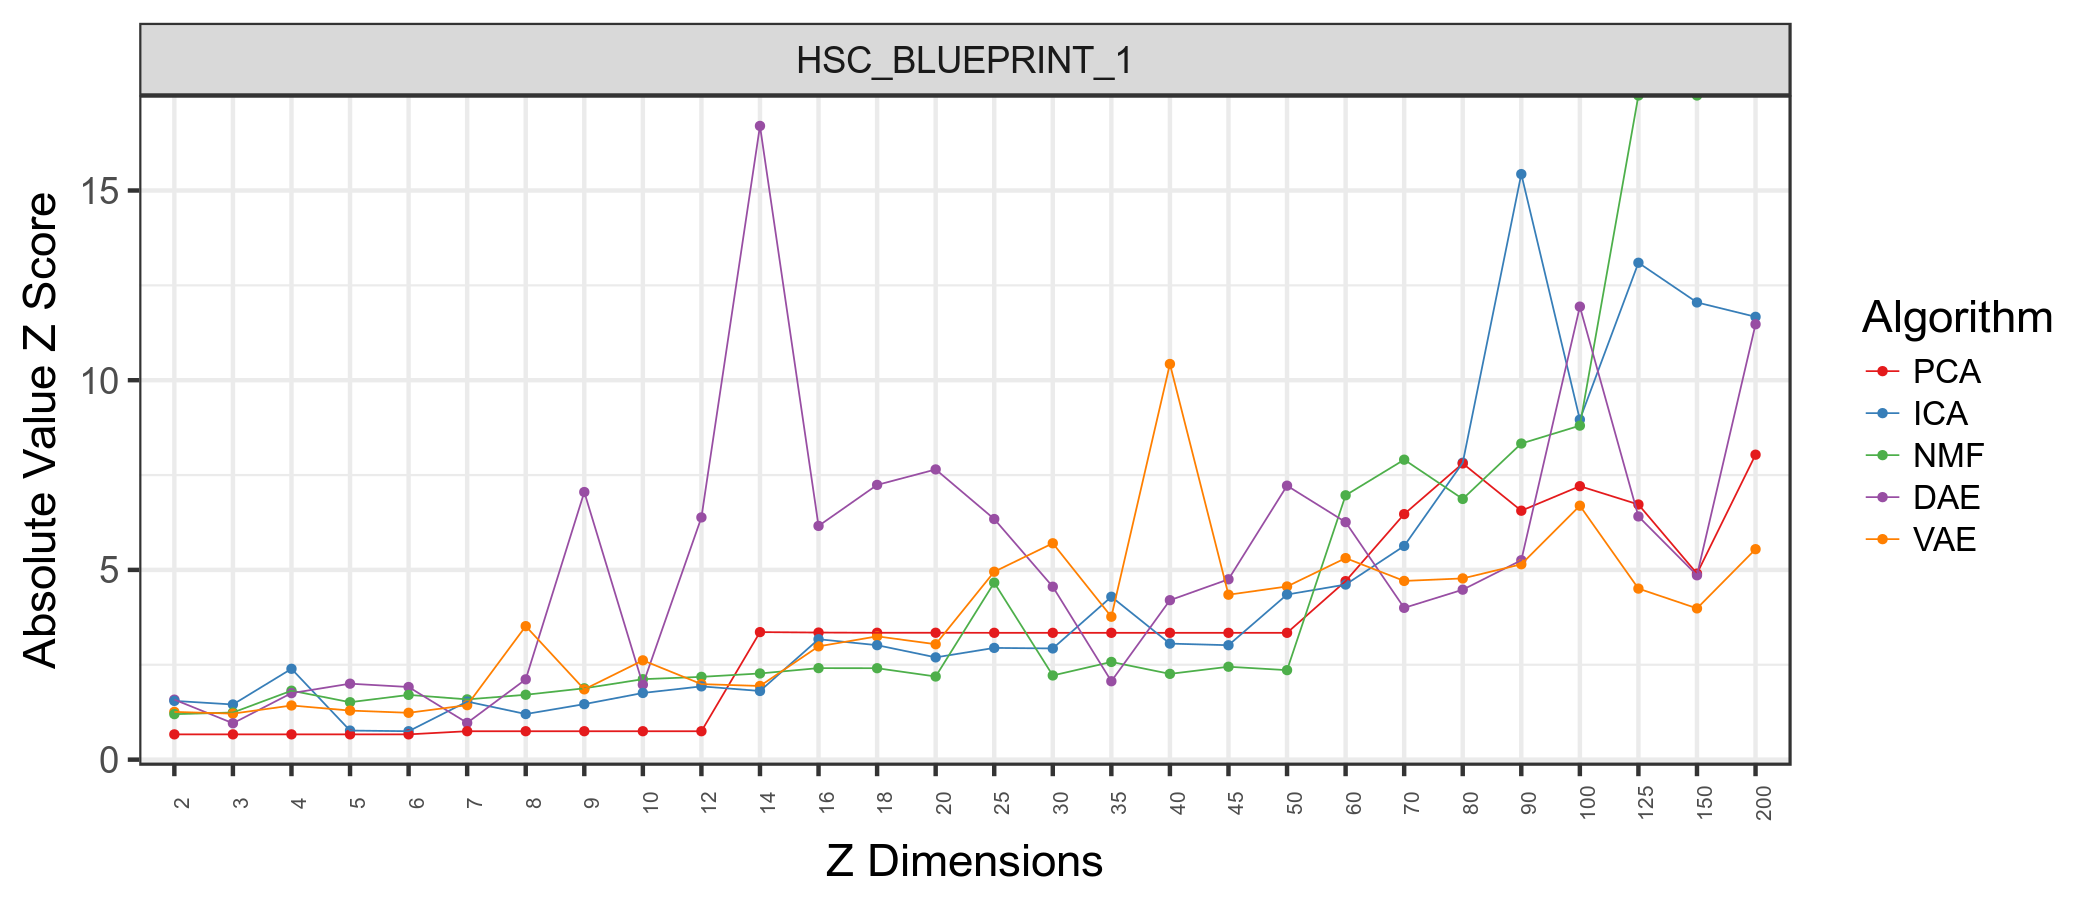 HSC_BLUEPRINT_1
Absolute Value Z Score
15
10
5
0
2 3 4 5 6 7 8 9 10 12 14 16 18 20 25 30 35 40 45 50 60 70 80 90 100 125 150 200
Z Dimensions
Algorithm
PCA
ICA
NMF
DAE
VAE